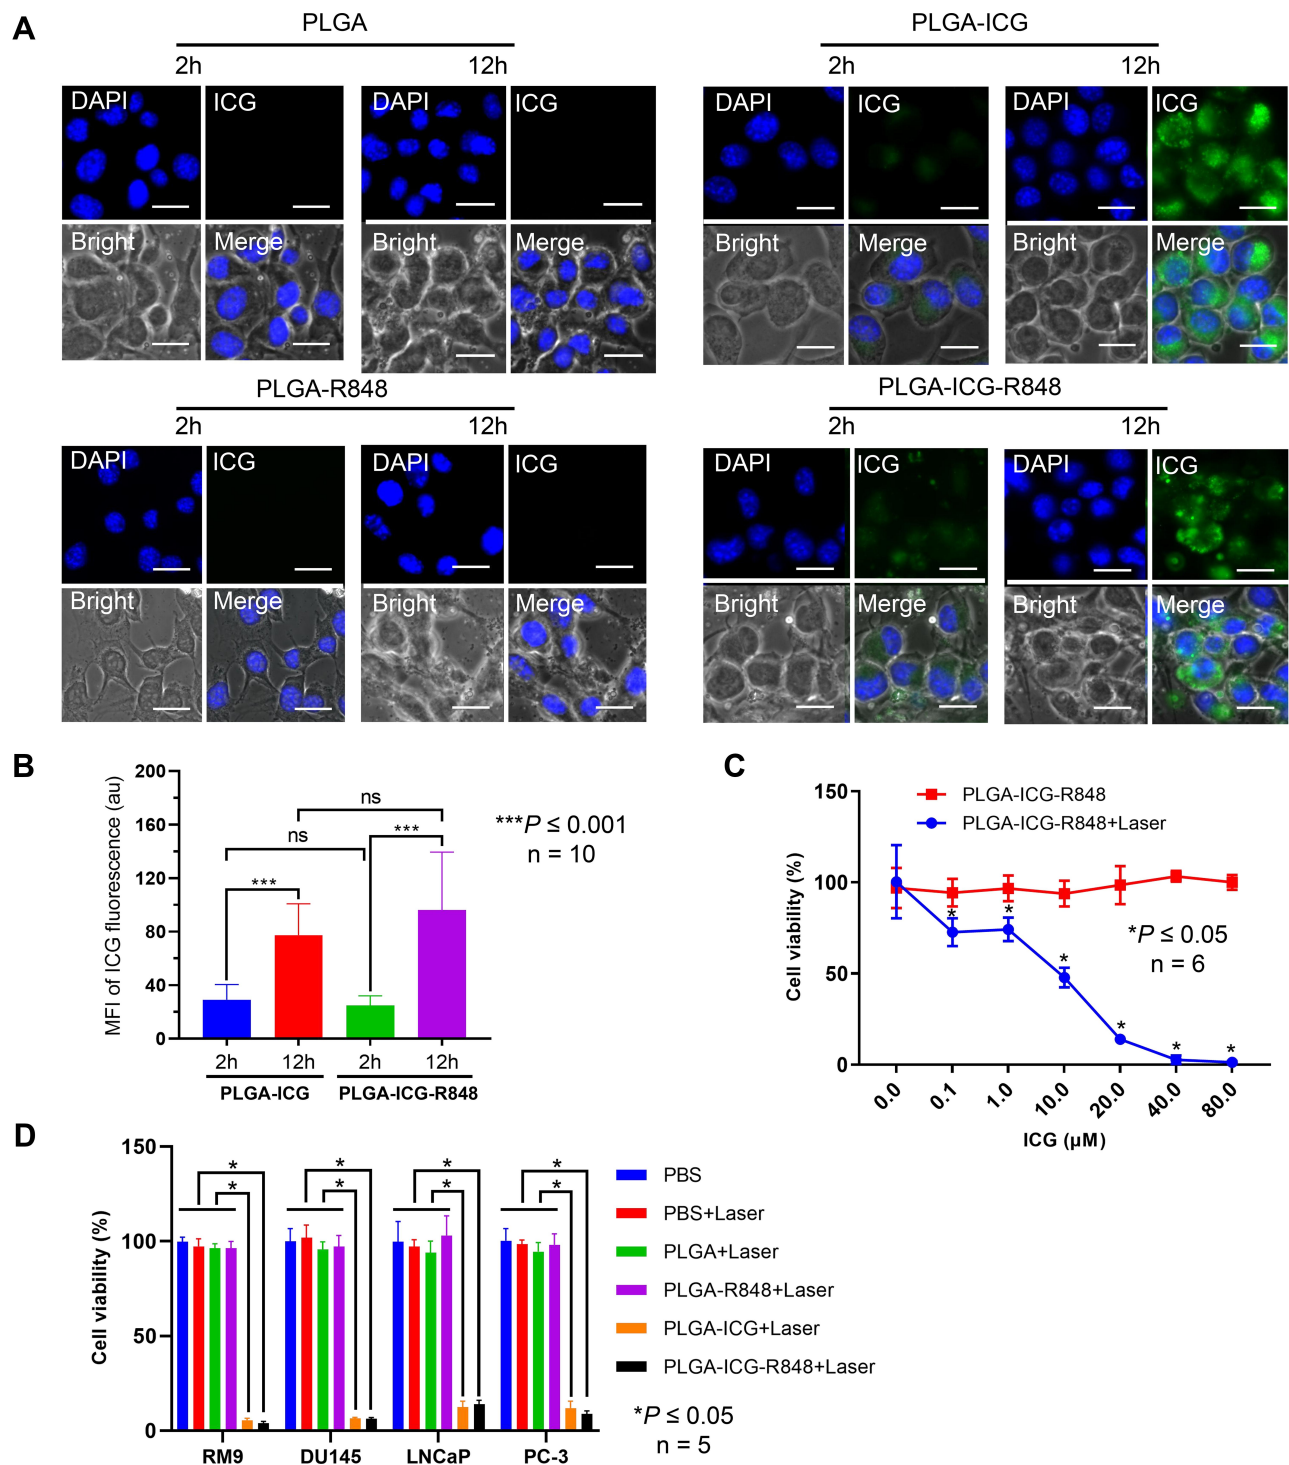 A
PLGA
2h
12h
DAPI
ICG
DAPI
ICG
Bright
Merge
Bright
Merge
PLGA-ICG
2h
12h
DAPI
ICG
DAPI
ICG
Bright
Merge
Bright
Merge
PLGA-R848
2h
12h
DAPI
ICG
DAPI
ICG
Bright
Merge
Bright
Merge
PLGA-ICG-R848
2h
12h
DAPI
ICG
DAPI
ICG
Bright
Merge
Bright
Merge
B
MFI of ICG fluorescence (au)
200
160
120
80
40
0
ns
ns
***
***
***P ≤ 0.001
n = 10
2h
12h
2h
12h
PLGA-ICG
PLGA-ICG-R848
C
Cell viability (%)
150
100
50
0
PLGA-ICG-R848
PLGA-ICG-R848+Laser
*
*
*
*
*
*
*P ≤ 0.05
n = 6
0.0
0.1
1.0
10.0
20.0
40.0
80.0
ICG (μM)
D
Cell viability (%)
150
100
50
0
*
*
*
*
*
*
*
*
RM9
DU145
LNCaP
PC-3
PBS
PBS+Laser
PLGA+Laser
PLGA-R848+Laser
PLGA-ICG+Laser
PLGA-ICG-R848+Laser
*P ≤ 0.05
n = 5